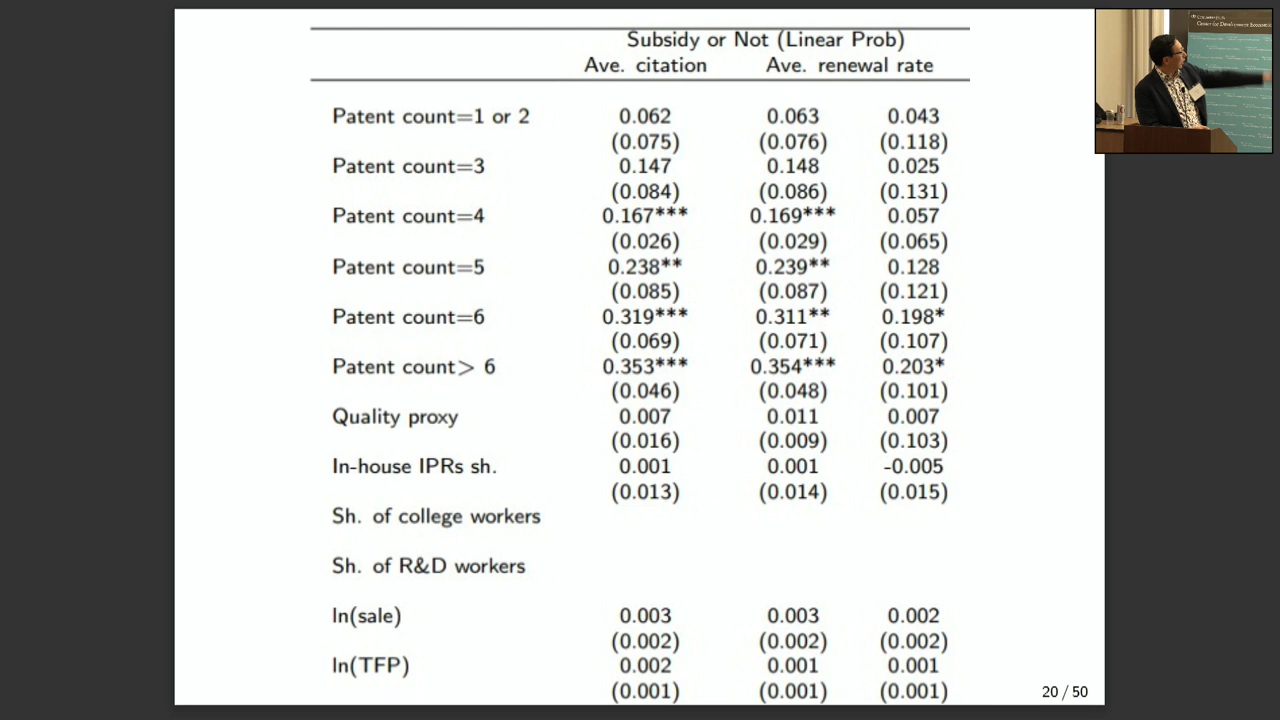 Subsidy or Not (Linear Prob)
Ave. citation Ave. renewal rate
Patent count=1 or 2 0.062 0.063 0.043
(0.075) (0.076) (0.118)
Patent count=3 0.147 0.148 0.025
(0.084) (0.086) (0.131)
Patent count=4 0.167*** 0.169*** 0.057
(0.026) (0.029) (0.065)
Patent count=5 0.238** 0.239** 0.128
(0.085) (0.087) (0.121)
Patent count=6 0.319*** 0.311** 0.198*
(0.069) (0.071) (0.107)
Patent count> 6 0.353*** 0.354*** 0.203*
(0.046) (0.048) (0.101)
Quality proxy 0.007 0.011 0.007
(0.016) (0.009) (0.103)
In-house IPRs sh. 0.001 0.001 -0.005
(0.013) (0.014) (0.015)
Sh. of college workers
Sh. of R&D workers
ln(sale) 0.003 0.003 0.002
(0.002) (0.002) (0.002)
ln(TFP) 0.002 0.001 0.001
(0.001) (0.001) (0.001)
20 / 50
Center for Development Economics